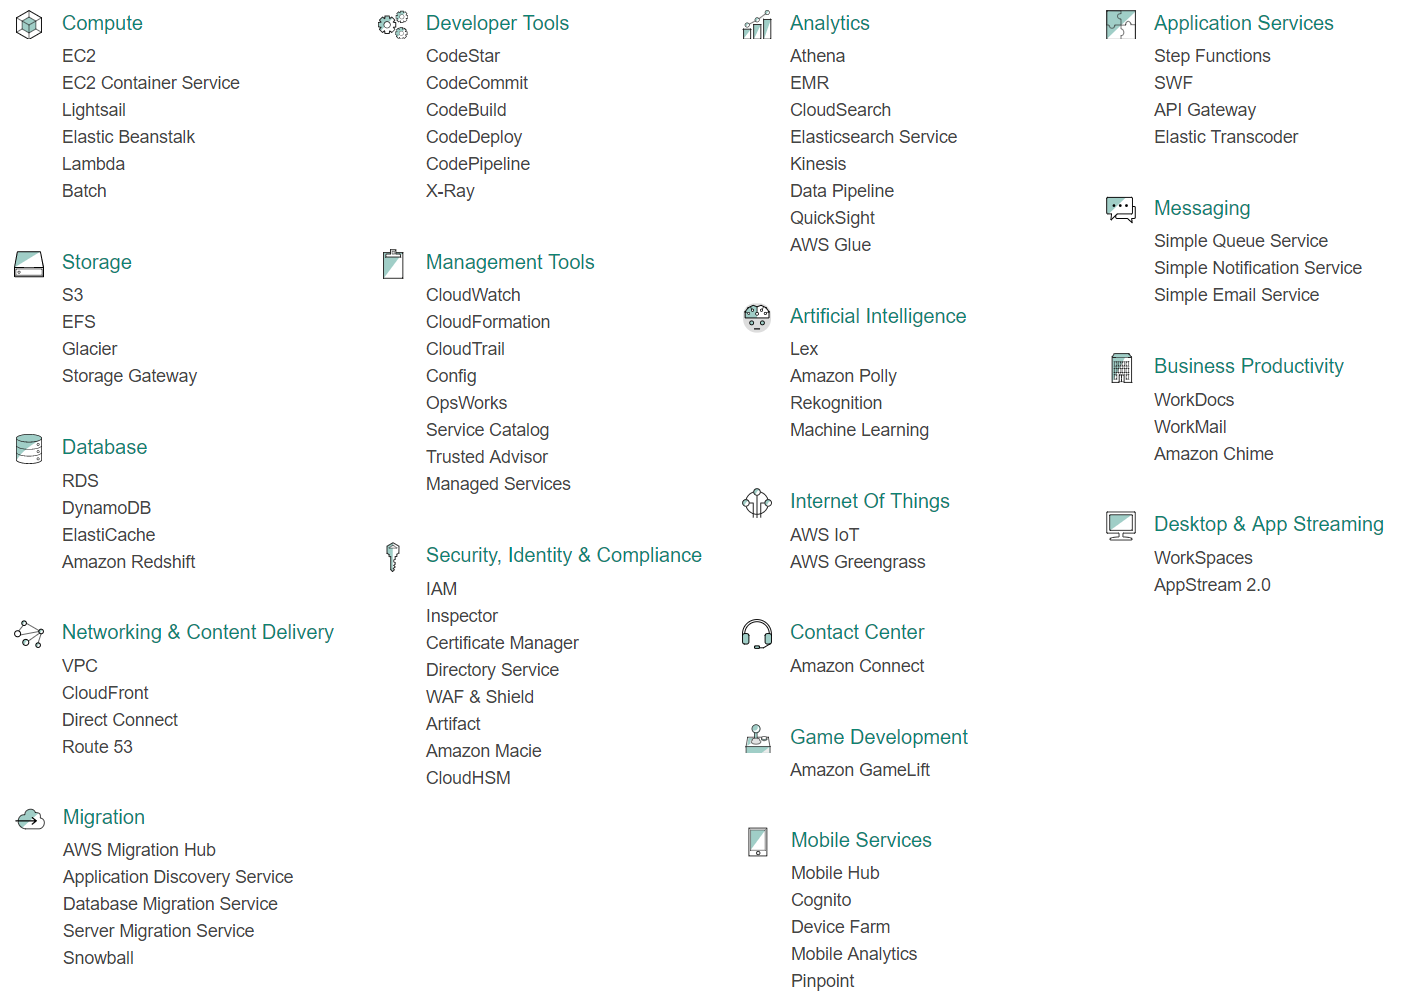 Compute
EC2
EC2 Container Service
Lightsail
Elastic Beanstalk
Lambda
Batch
Storage
S3
EFS
Glacier
Storage Gateway
Database
RDS
DynamoDB
ElastiCache
Amazon Redshift
Networking & Content Delivery
VPC
CloudFront
Direct Connect
Route 53
Migration
AWS Migration Hub
Application Discovery Service
Database Migration Service
Server Migration Service
Snowball
Developer Tools
CodeStar
CodeCommit
CodeBuild
CodeDeploy
CodePipeline
X-Ray
Management Tools
CloudWatch
CloudFormation
CloudTrail
Config
OpsWorks
Service Catalog
Trusted Advisor
Managed Services
Security, Identity & Compliance
IAM
Inspector
Certificate Manager
Directory Service
WAF & Shield
Artifact
Amazon Macie
CloudHSM
Analytics
Athena
EMR
CloudSearch
Elasticsearch Service
Kinesis
Data Pipeline
QuickSight
AWS Glue
Artificial Intelligence
Lex
Amazon Polly
Rekognition
Machine Learning
Internet Of Things
AWS IoT
AWS Greengrass
Contact Center
Amazon Connect
Game Development
Amazon GameLift
Mobile Services
Mobile Hub
Cognito
Device Farm
Mobile Analytics
Pinpoint
Application Services
Step Functions
SWF
API Gateway
Elastic Transcoder
Messaging
Simple Queue Service
Simple Notification Service
Simple Email Service
Business Productivity
WorkDocs
WorkMail
Amazon Chime
Desktop & App Streaming
WorkSpaces
AppStream 2.0